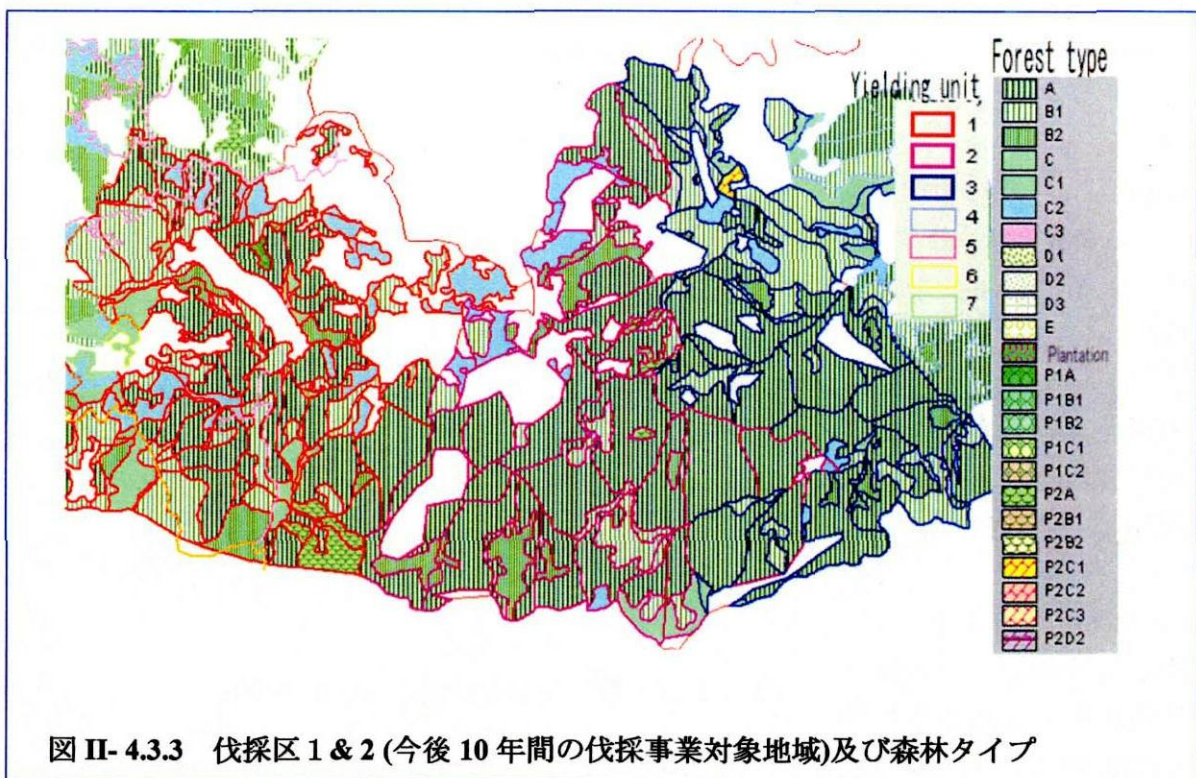 Yielding unit
1
2
3
4
5
6
7
Forest type
A
B1
B2
C
C1
C2
C3
D1
D2
D3
E
Plantation
P1A
P1B1
P1B2
P1C1
P1C2
P2A
P2B1
P2B2
P2C1
P2C2
P2C3
P2D2
図 II- 4.3.3 伐採区 1 & 2 (今後 10 年間の伐採事業対象地域)及び森林タイプ